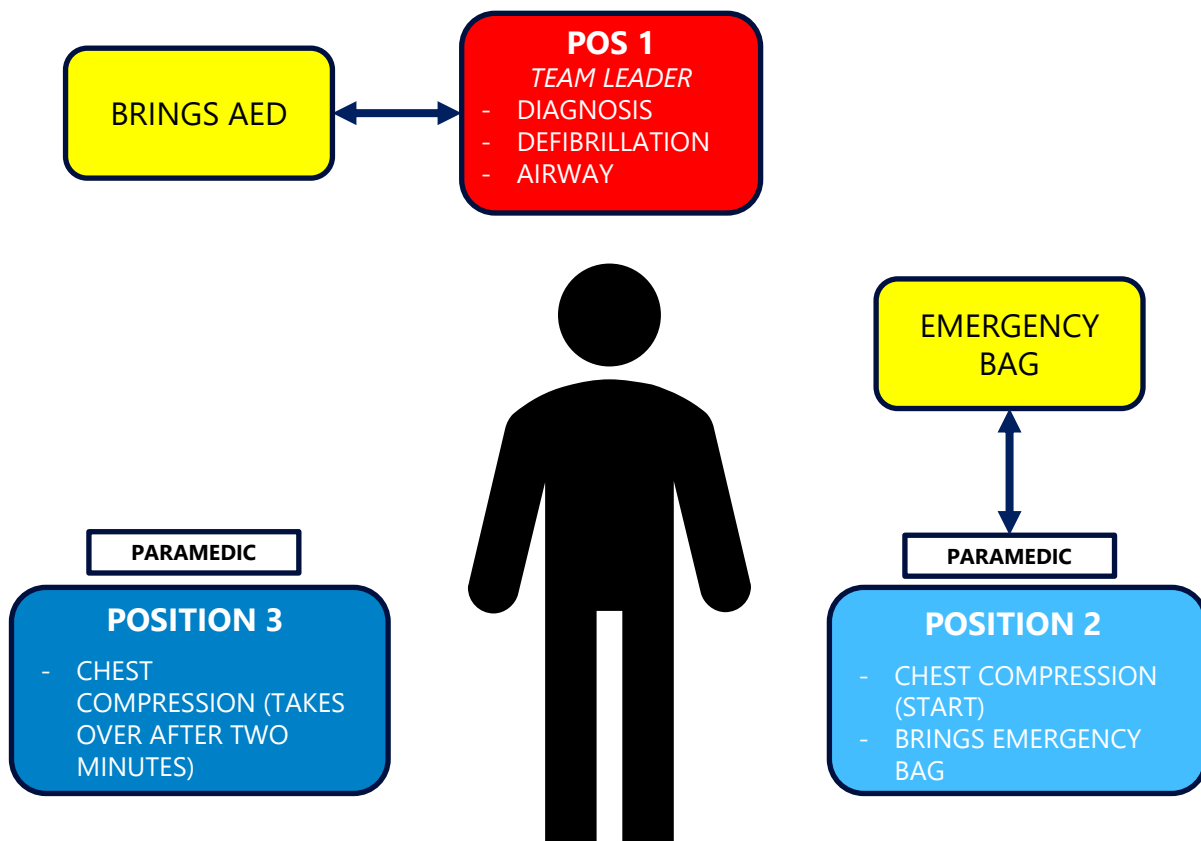 POS 1
TEAM LEADER
- DIAGNOSIS
- DEFIBRILLATION
- AIRWAY
BRINGS AED
EMERGENCY
BAG
PARAMEDIC
POSITION 3
- CHEST
COMPRESSION (TAKES
OVER AFTER TWO
MINUTES)
PARAMEDIC
POSITION 2
- CHEST COMPRESSION
(START)
- BRINGS EMERGENCY
BAG